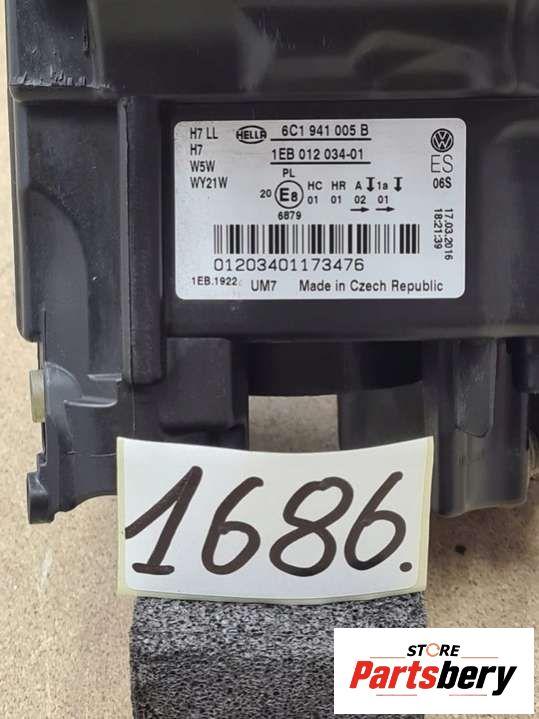 H7 LL HELLA 6C1 941 005 B
H7 1EB 012 034-01
W5W PL
WY21W 20 E8 HC HR A 1a
01 01 02 01
6879
01203401173476
1EB.1922 UM7 Made in Czech Republic
ES
06S
17.03.2016
18:21:39
1686.
STORE
Partsbery